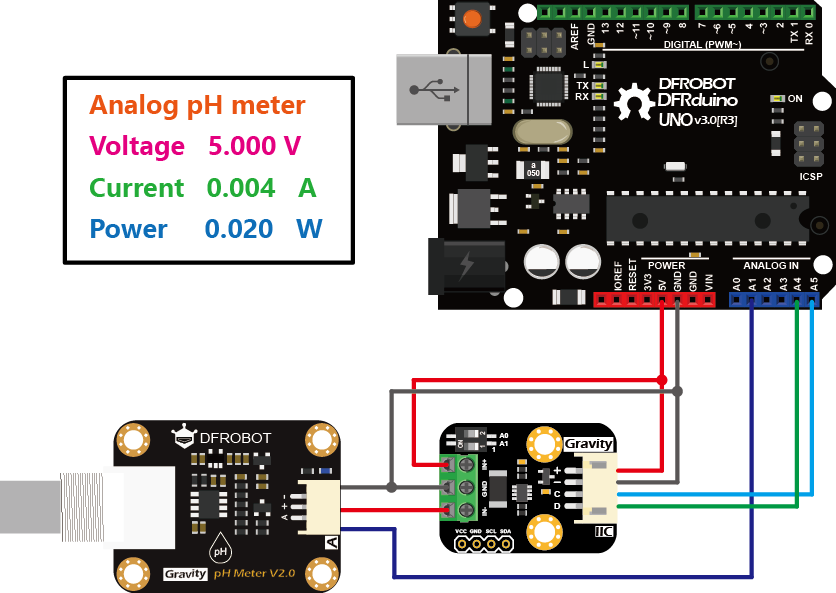 Analog pH meter
Voltage 5.000 V
Current 0.004 A
Power 0.020 W
AREF
GND
13
12
~11
~10
~9
8
7
~6
~5
4
~3
2
TX 1
RX 0
DIGITAL (PWM~)
L
TX
RX
DFROBOT
DFRduino
UNO v3.0[R3]
ON
ICSP
a
050
POWER
ANALOG IN
IOREF
RESET
3V3
5V
GND
GND
VIN
A0
A1
A2
A3
A4
A5
DFROBOT
-
+
A
A
pH
Gravity
pH Meter V2.0
ON
1 2
A0
A1
1
Gravity
IN+
GND
IN-
+
−
C
D
VCC GND SCL SDA
IIC